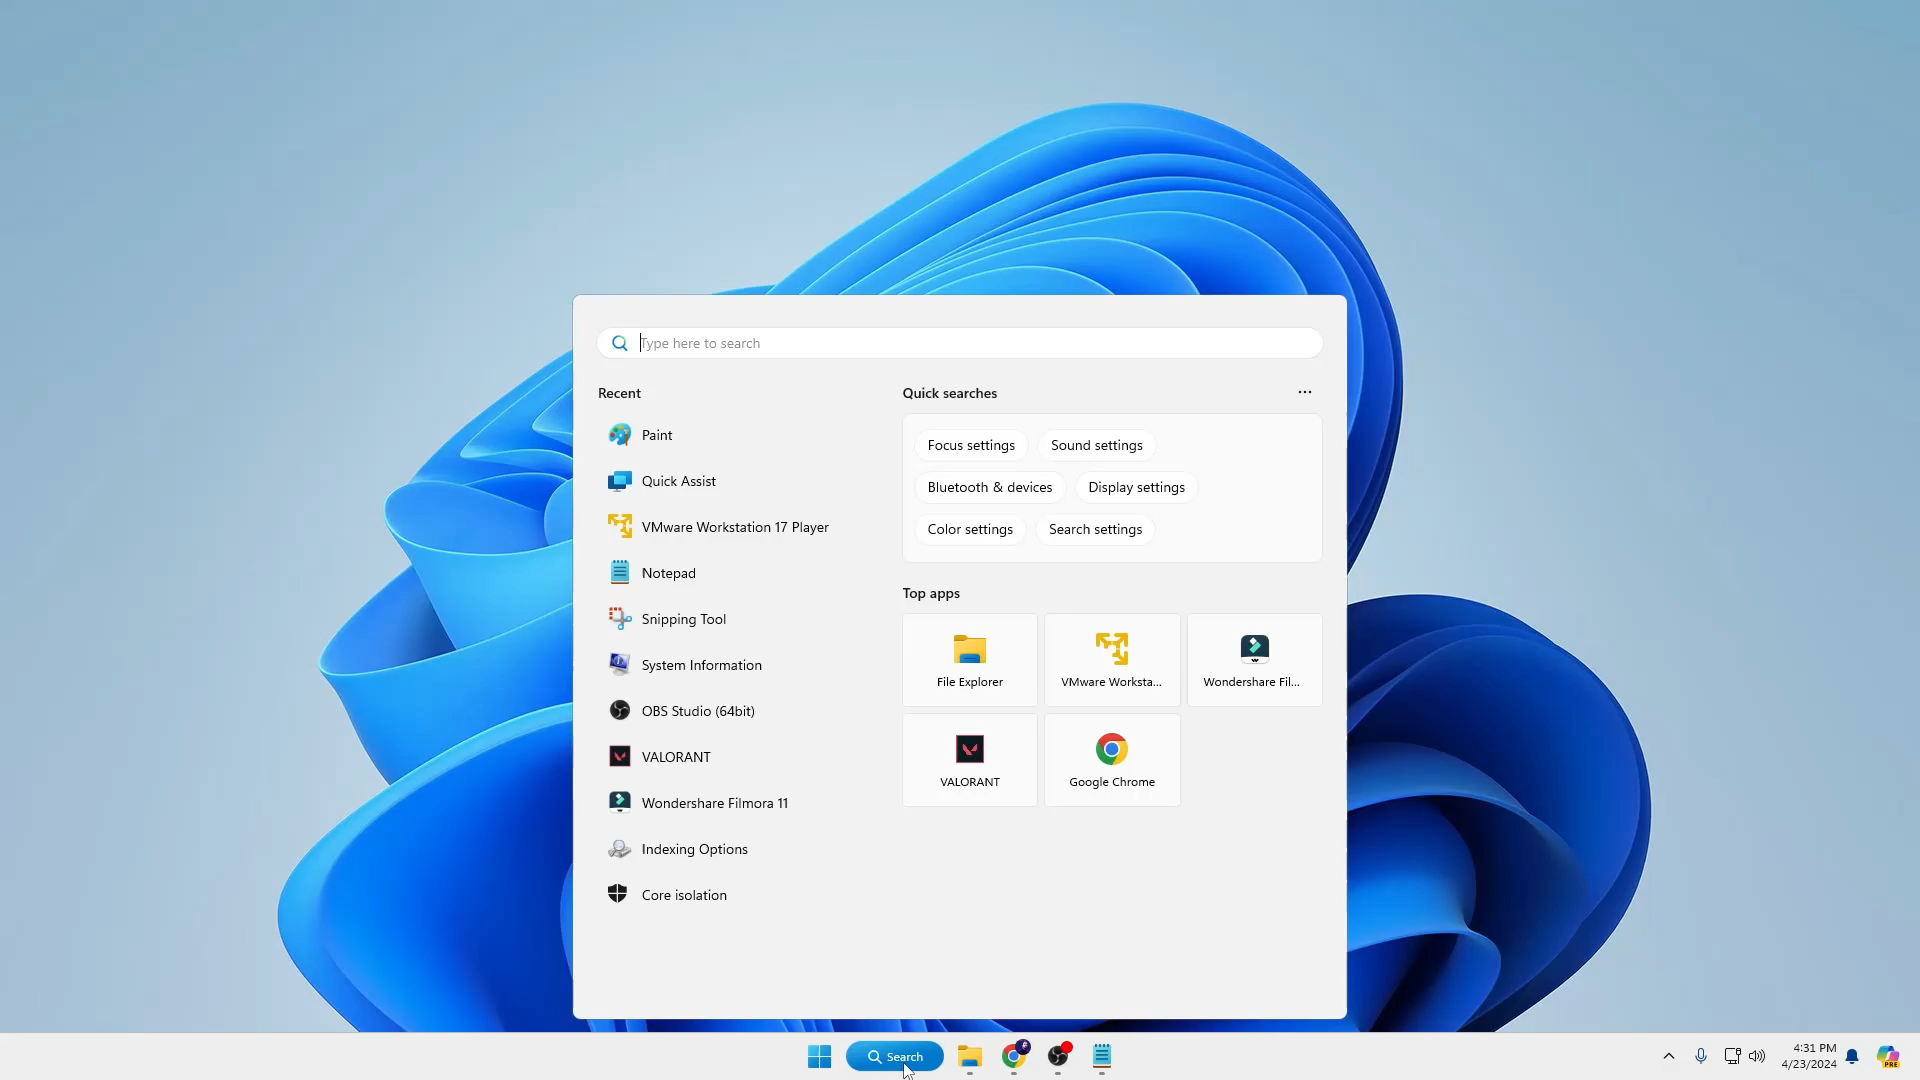 Type here to search
Recent
Quick searches
...
Paint
Focus settings
Sound settings
Quick Assist
Bluetooth & devices
Display settings
VMware Workstation 17 Player
Color settings
Search settings
Notepad
Top apps
Snipping Tool
System Information
File Explorer
VMware Worksta...
Wondershare Fil...
OBS Studio (64bit)
VALORANT
VALORANT
Google Chrome
Wondershare Filmora 11
Indexing Options
Core isolation
Search
4:31 PM
4/23/2024
PRE